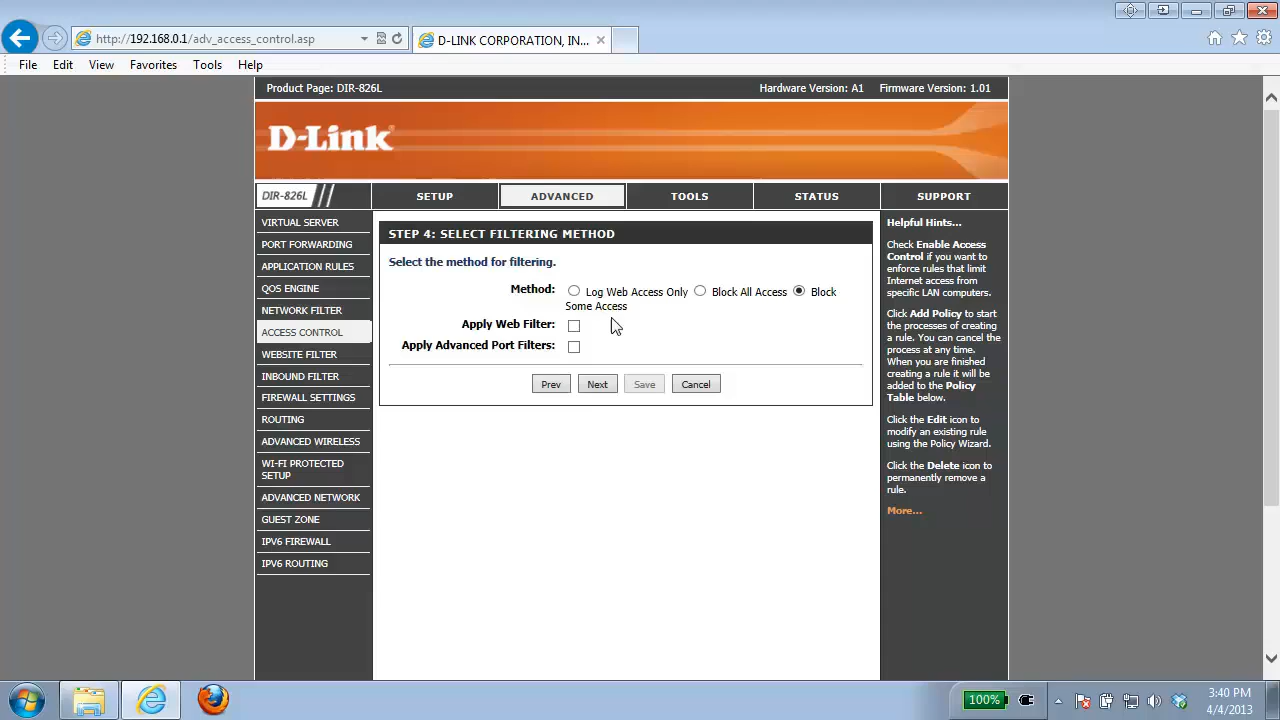 http://192.168.0.1/adv_access_control.asp
D-LINK CORPORATION, IN...
File Edit View Favorites Tools Help
Product Page: DIR-826L
Hardware Version: A1 Firmware Version: 1.01
D-Link
DIR-826L
SETUP
ADVANCED
TOOLS
STATUS
SUPPORT
VIRTUAL SERVER
PORT FORWARDING
APPLICATION RULES
QOS ENGINE
NETWORK FILTER
ACCESS CONTROL
WEBSITE FILTER
INBOUND FILTER
FIREWALL SETTINGS
ROUTING
ADVANCED WIRELESS
WI-FI PROTECTED
SETUP
ADVANCED NETWORK
GUEST ZONE
IPV6 FIREWALL
IPV6 ROUTING
STEP 4: SELECT FILTERING METHOD
Select the method for filtering.
Method: Log Web Access Only Block All Access Block
Some Access
Apply Web Filter:
Apply Advanced Port Filters:
Prev Next Save Cancel
Helpful Hints...
Check Enable Access
Control if you want to
enforce rules that limit
Internet access from
specific LAN computers.
Click Add Policy to start
the processes of creating
a rule. You can cancel the
process at any time.
When you are finished
creating a rule it will be
added to the Policy
Table below.
Click the Edit icon to
modify an existing rule
using the Policy Wizard.
Click the Delete icon to
permanently remove a
rule.
More...
100%
3:40 PM
4/4/2013